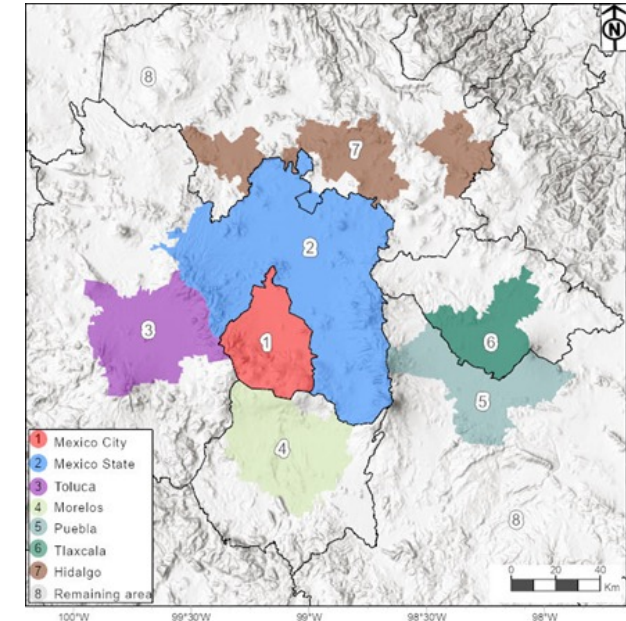 N
8
7
2
3
1
6
5
4
8
1 Mexico City
2 Mexico State
3 Toluca
4 Morelos
5 Puebla
6 Tlaxcala
7 Hidalgo
8 Remaining area
0 20 40
Km
100°W 99°30'W 99°W 98°30'W 98°W